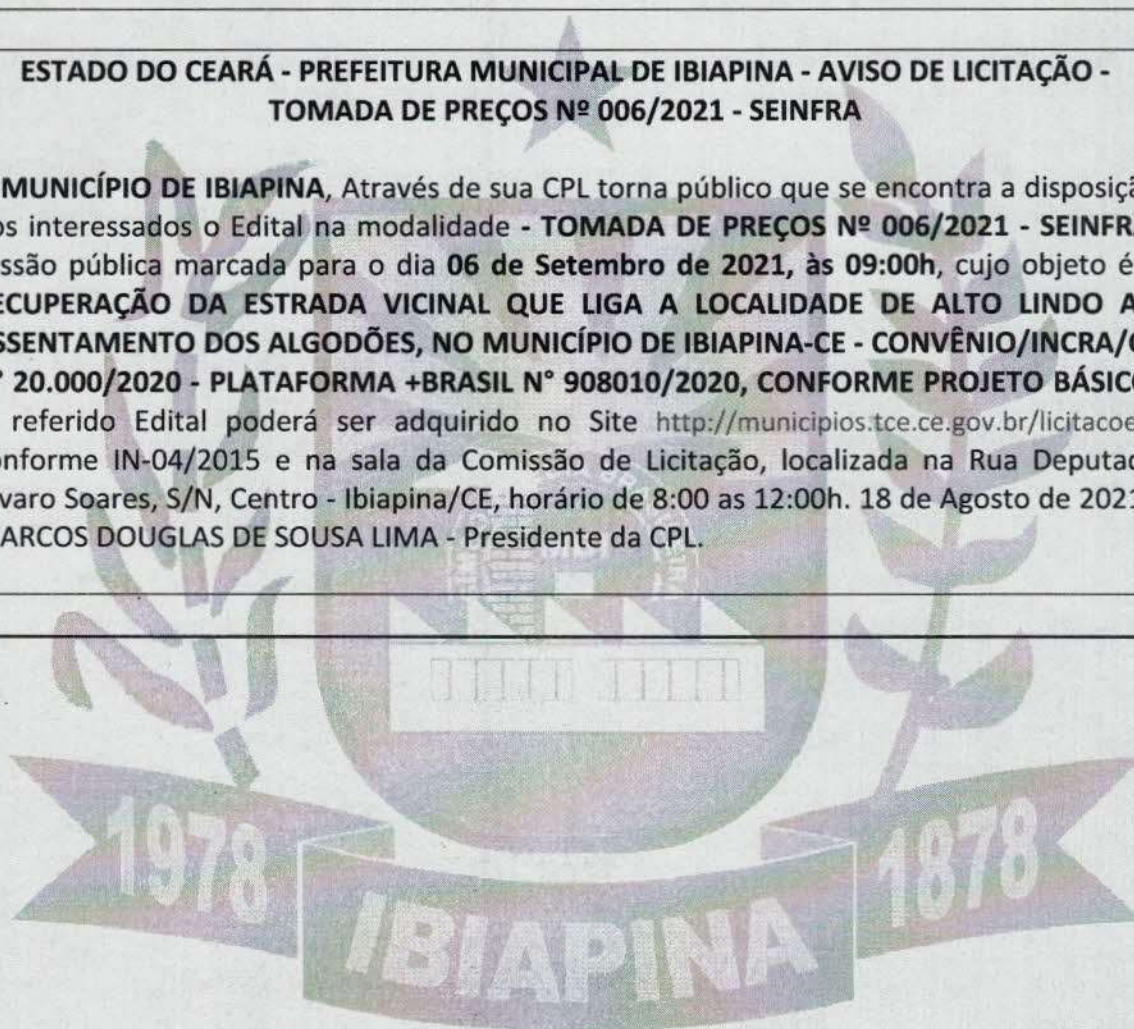 ESTADO DO CEARÁ - PREFEITURA MUNICIPAL DE IBIAPINA - AVISO DE LICITAÇÃO -
TOMADA DE PREÇOS Nº 006/2021 - SEINFRA
MUNICÍPIO DE IBIAPINA, Através de sua CPL torna público que se encontra a disposiçã
os interessados o Edital na modalidade - TOMADA DE PREÇOS Nº 006/2021 - SEINFRA
ssão pública marcada para o dia 06 de Setembro de 2021, às 09:00h, cujo objeto é
ECUPERAÇÃO DA ESTRADA VICINAL QUE LIGA A LOCALIDADE DE ALTO LINDO A
SSENTAMENTO DOS ALGODÕES, NO MUNICÍPIO DE IBIAPINA-CE - CONVÊNIO/INCRA/C
° 20.000/2020 - PLATAFORMA +BRASIL N° 908010/2020, CONFORME PROJETO BÁSICO
referido Edital poderá ser adquirido no Site http://municipios.tce.ce.gov.br/licitacoe
onforme IN-04/2015 e na sala da Comissão de Licitação, localizada na Rua Deputad
varo Soares, S/N, Centro - Ibiapina/CE, horário de 8:00 as 12:00h. 18 de Agosto de 2021
ARCOS DOUGLAS DE SOUSA LIMA - Presidente da CPL.
1978
1878
IBIAPINA